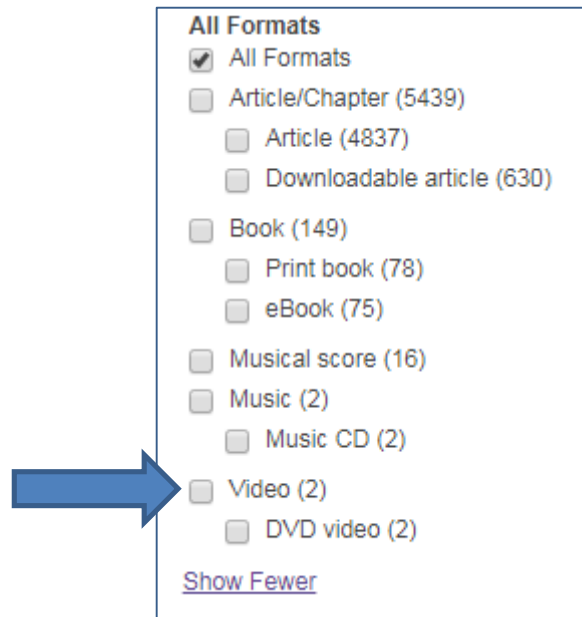 All Formats
All Formats
Article/Chapter (5439)
Article (4837)
Downloadable article (630)
Book (149)
Print book (78)
eBook (75)
Musical score (16)
Music (2)
Music CD (2)
Video (2)
DVD video (2)
Show Fewer